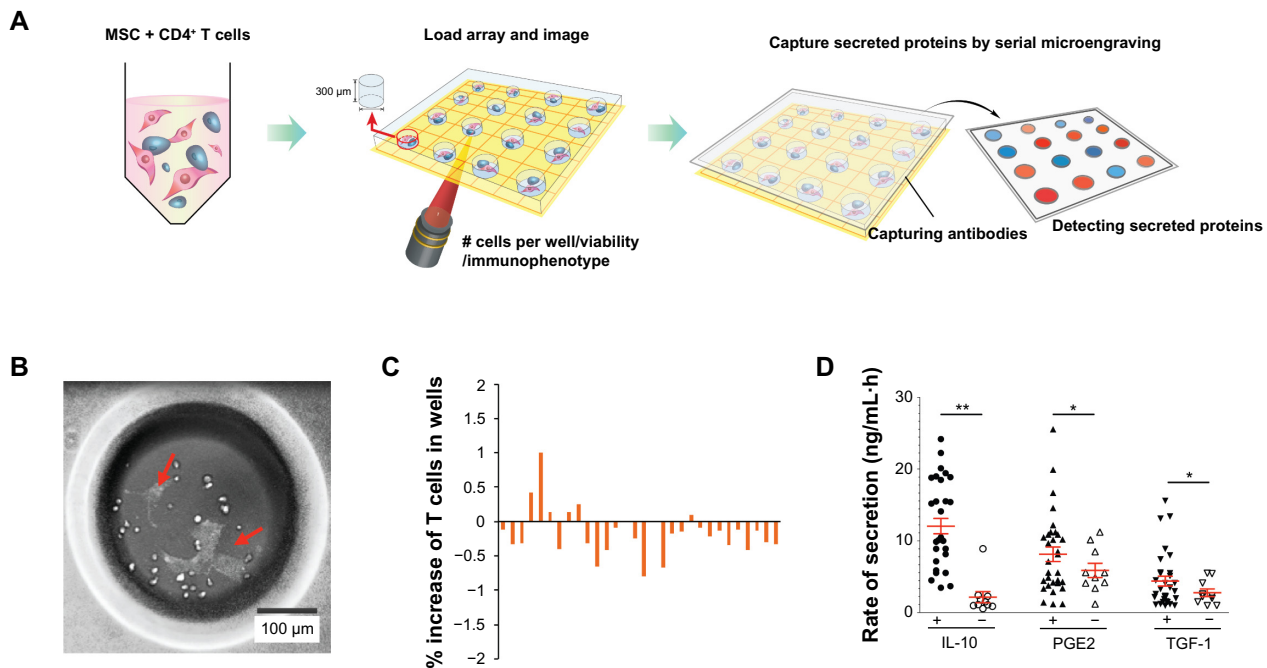 A
MSC + CD4⁺ T cells
Load array and image
Capture secreted proteins by serial microengraving
300 µm
# cells per well/viability
/immunophenotype
Capturing antibodies
Detecting secreted proteins
B
100 µm
C
% increase of T cells in wells
2
1.5
1
0.5
0
−0.5
−1
−1.5
−2
D
Rate of secretion (ng/mL·h)
30
20
10
0
**
*
*
+ − + − + −
IL-10 PGE2 TGF-1